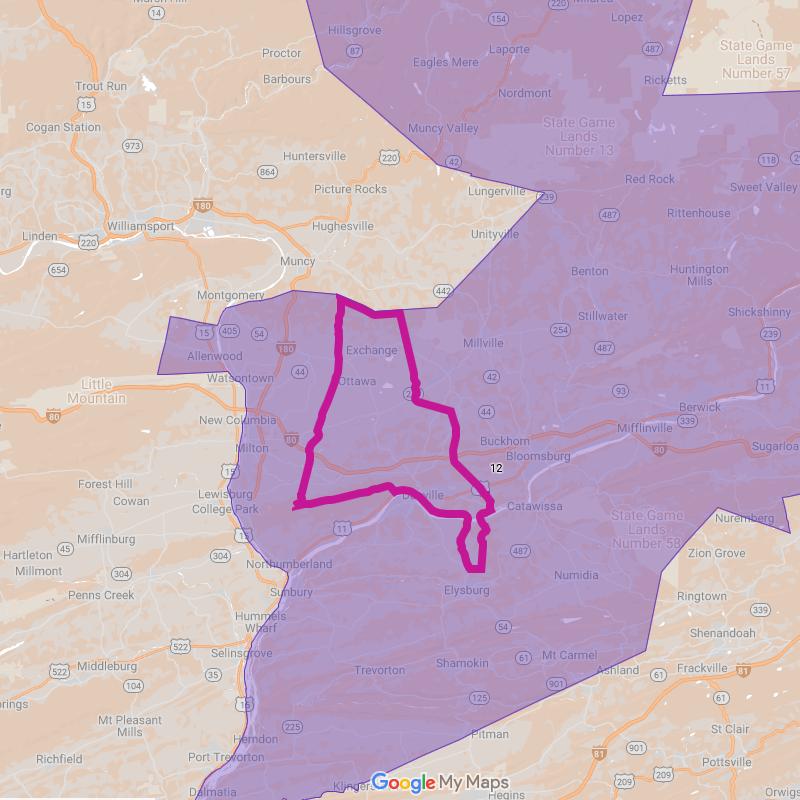 14
Hillsgrove
154
Lopez
Proctor
87
Laporte
487
State Game
Lands
Number 57
Eagles Mere
Barbours
Ricketts
Trout Run
15
Nordmont
Cogan Station
Muncy Valley
State Game
Lands
Number 13
973
Huntersville
220
42
118
864
Red Rock
Picture Rocks
Lungerville
239
Sweet Valley
180
487
Rittenhouse
Williamsport
Hughesville
Linden
220
Unityville
Muncy
654
Benton
Huntington
Mills
Montgomery
442
Stillwater
Shickshinny
15
405
54
254
239
Exchange
Millville
180
487
Allenwood
44
Watsontown
Ottawa
42
Little
Mountain
93
11
80
New Columbia
44
Berwick
339
80
Mifflinville
Milton
Buckhorn
80
Sugarloa
Bloomsburg
12
15
Forest Hill
Cowan
Lewisburg
College Park
Catawissa
State Game
Lands
Number 58
11
Nuremberg
Mifflinburg
Hartleton
45
304
487
Zion Grove
Millmont
304
Northumberland
Numidia
Penns Creek
Sunbury
Elysburg
Ringtown
339
Hummels
Wharf
54
Shenandoah
522
Selinsgrove
61
Mt Carmel
522
Middleburg
35
Trevorton
Shamokin
Ashland
Frackville
81
104
901
61
125
61
Mt Pleasant
Mills
225
St Clair
Pitman
901
Herndon
81
Richfield
Port Trevorton
Pottsville
209
209
Dalmatia
Google My Maps
Hegins